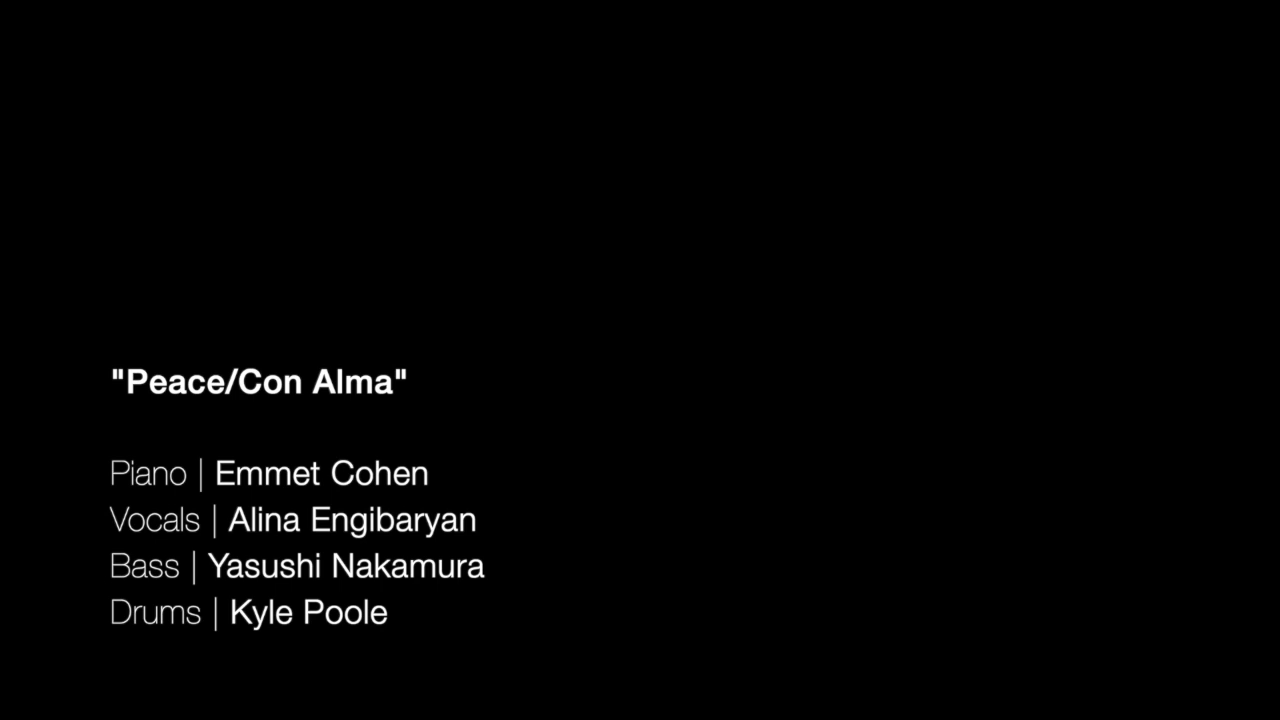 "Peace/Con Alma"
Piano | Emmet Cohen
Vocals | Alina Engibaryan
Bass | Yasushi Nakamura
Drums | Kyle Poole